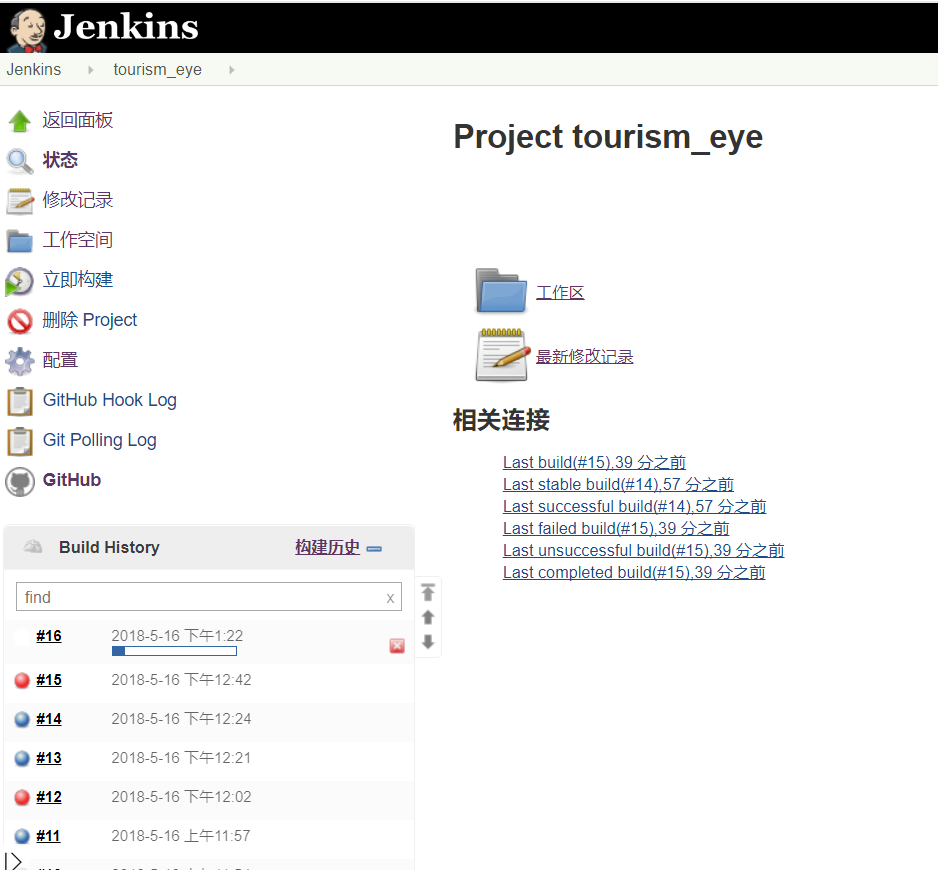 Jenkins
Jenkins tourism_eye
返回面板
状态
修改记录
工作空间
立即构建
删除 Project
配置
GitHub Hook Log
Git Polling Log
GitHub
Build History 构建历史
find x
#16 2018-5-16 下午1:22
#15 2018-5-16 下午12:42
#14 2018-5-16 下午12:24
#13 2018-5-16 下午12:21
#12 2018-5-16 下午12:02
#11 2018-5-16 上午11:57
Project tourism_eye
工作区
最新修改记录
相关连接
Last build(#15),39 分之前
Last stable build(#14),57 分之前
Last successful build(#14),57 分之前
Last failed build(#15),39 分之前
Last unsuccessful build(#15),39 分之前
Last completed build(#15),39 分之前